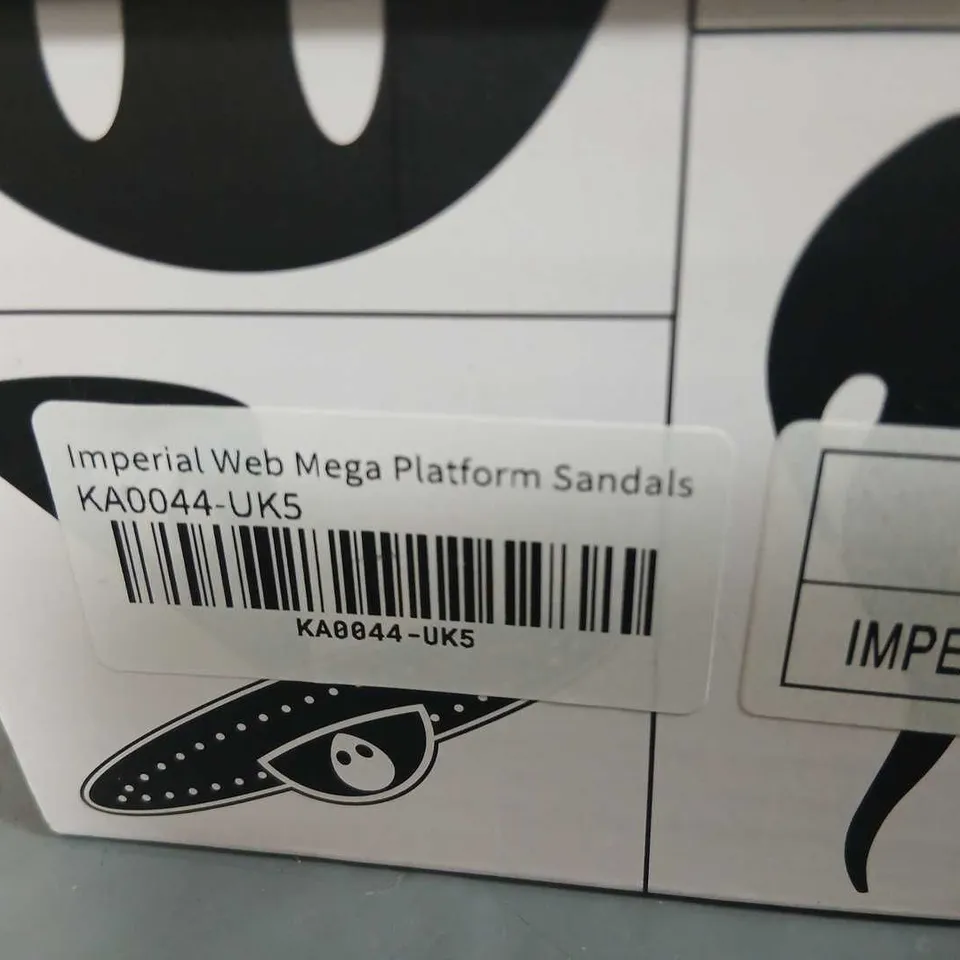 Imperial Web Mega Platform Sandals
KA0044-UK5
KA0044-UK5
IMPE